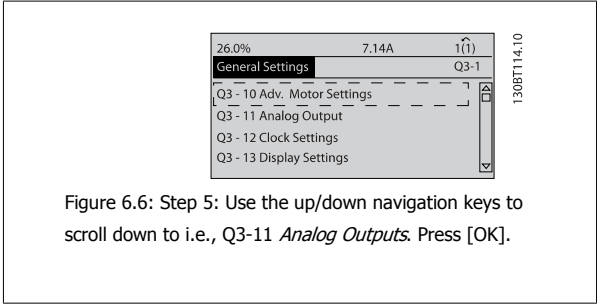 26.0% 7.14A 1(1)
General Settings Q3-1
Q3 - 10 Adv. Motor Settings
Q3 - 11 Analog Output
Q3 - 12 Clock Settings
Q3 - 13 Display Settings
130BT114.10
Figure 6.6: Step 5: Use the up/down navigation keys to
scroll down to i.e., Q3-11 Analog Outputs. Press [OK].